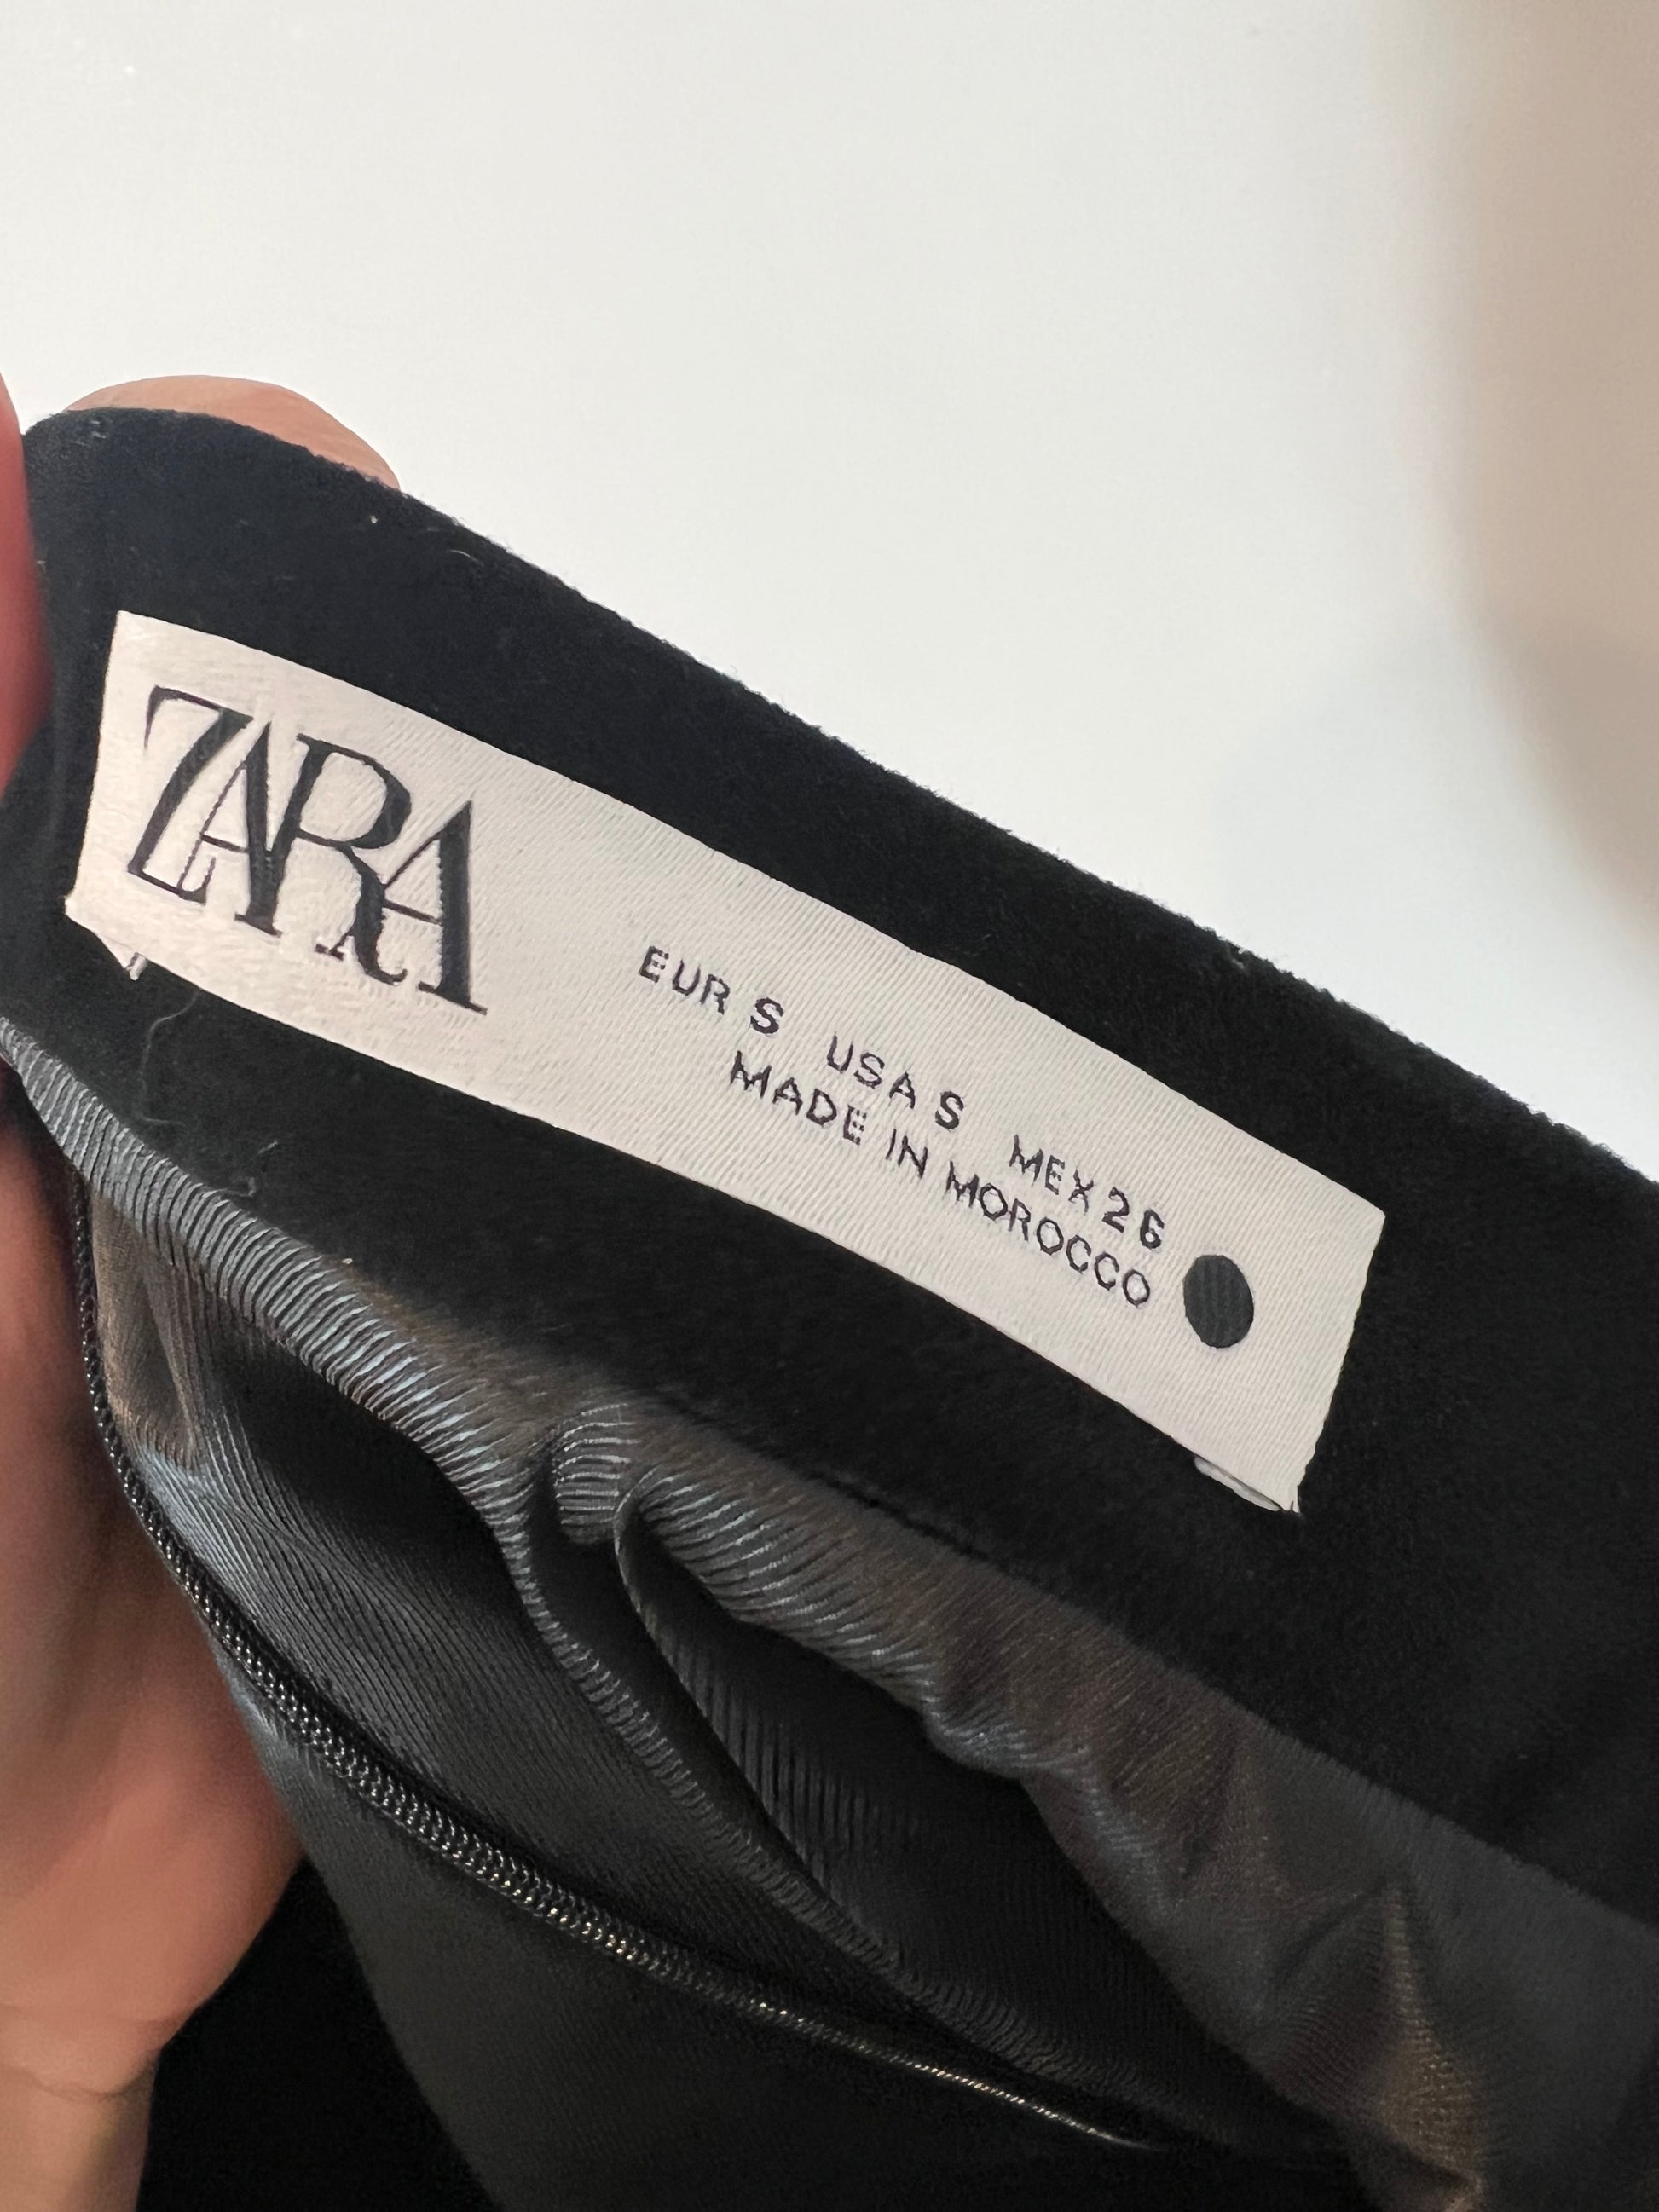 ZARA
EUR S USA S MEX 26
MADE IN MOROCCO